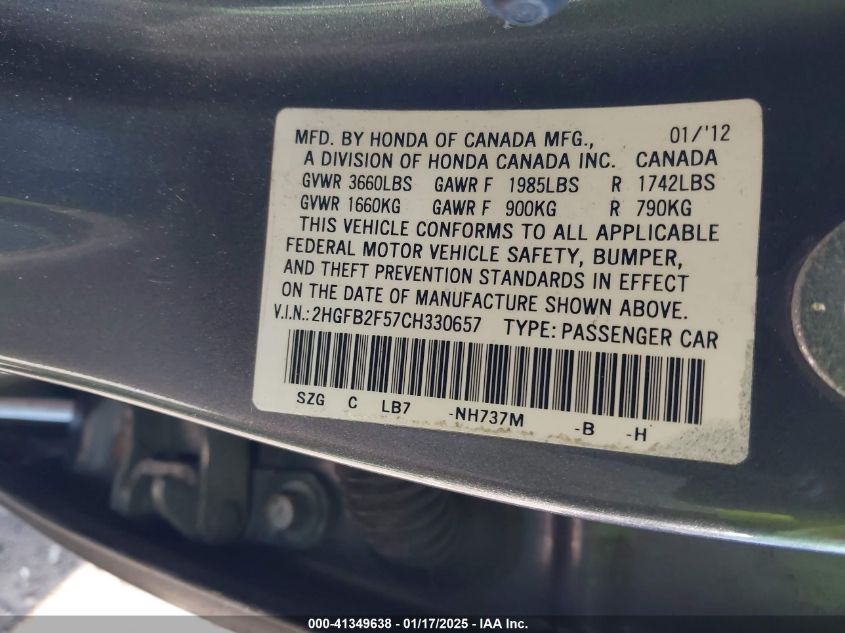 MFD. BY HONDA OF CANADA MFG., 01/'12
A DIVISION OF HONDA CANADA INC. CANADA
GVWR 3660LBS GAWR F 1985LBS R 1742LBS
GVWR 1660KG GAWR F 900KG R 790KG
THIS VEHICLE CONFORMS TO ALL APPLICABLE
FEDERAL MOTOR VEHICLE SAFETY, BUMPER,
AND THEFT PREVENTION STANDARDS IN EFFECT
ON THE DATE OF MANUFACTURE SHOWN ABOVE.
V.I.N.:2HGFB2F57CH330657 TYPE: PASSENGER CAR
SZG C LB7 -NH737M -B -H
000-41349638 - 01/17/2025 - IAA Inc.